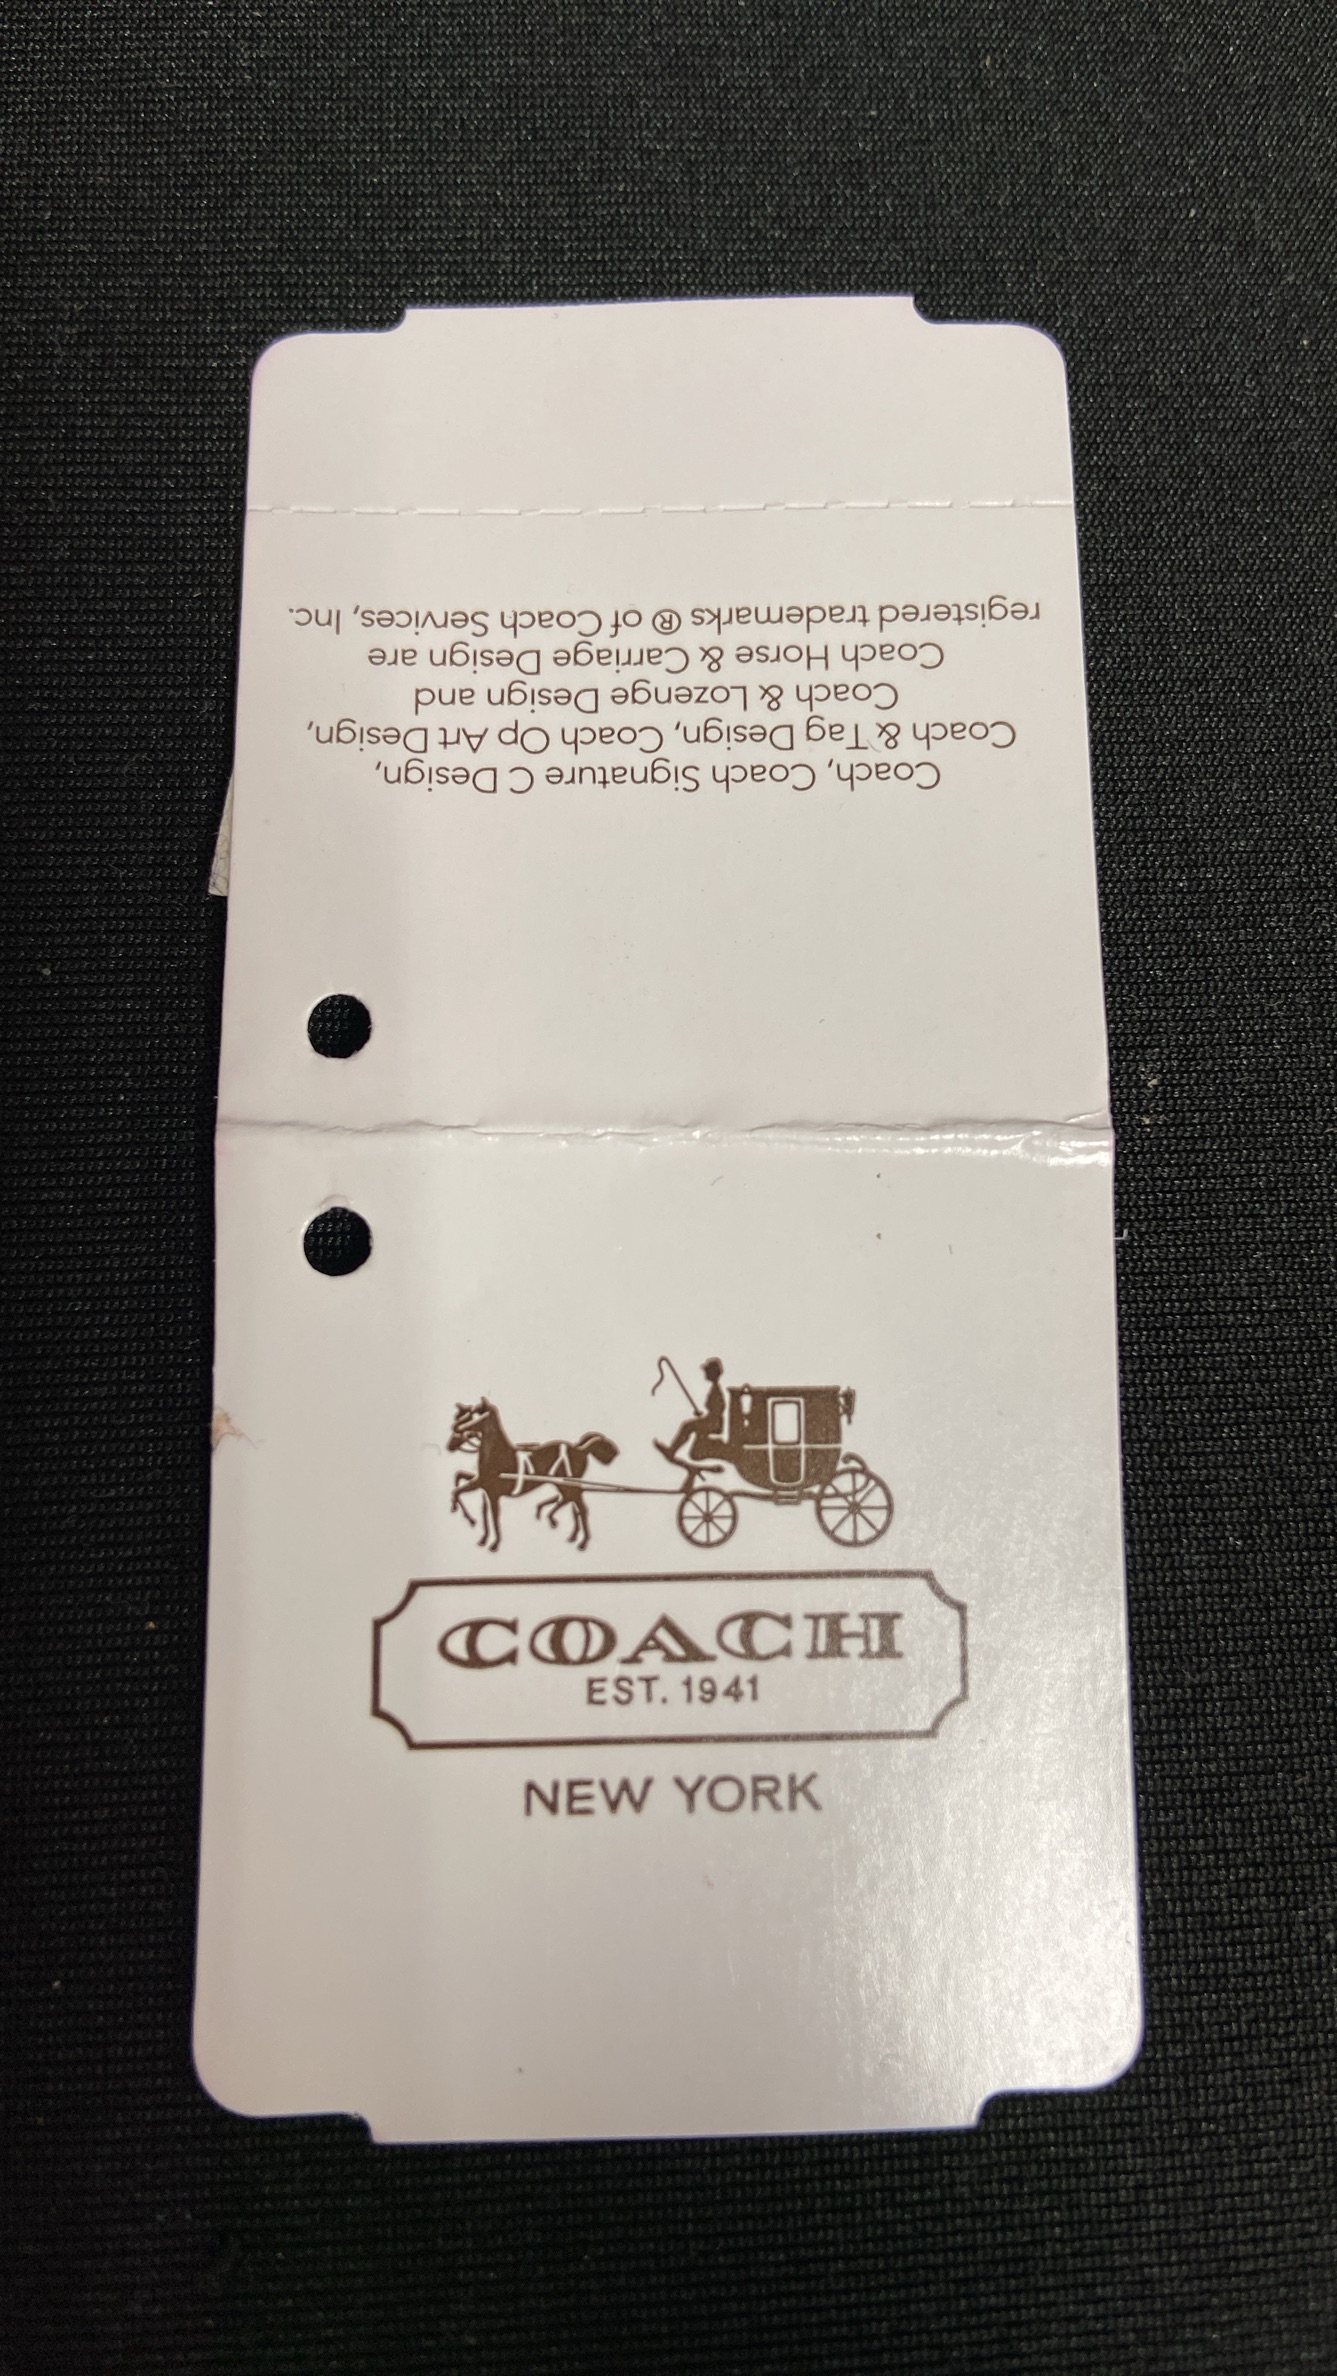 Coach, Coach Signature C Design,
Coach & Tag Design, Coach Op Art Design,
Coach & Lozenge Design and
Coach Horse & Carriage Design are
registered trademarks ® of Coach Services, Inc.
COACH
EST. 1941
NEW YORK